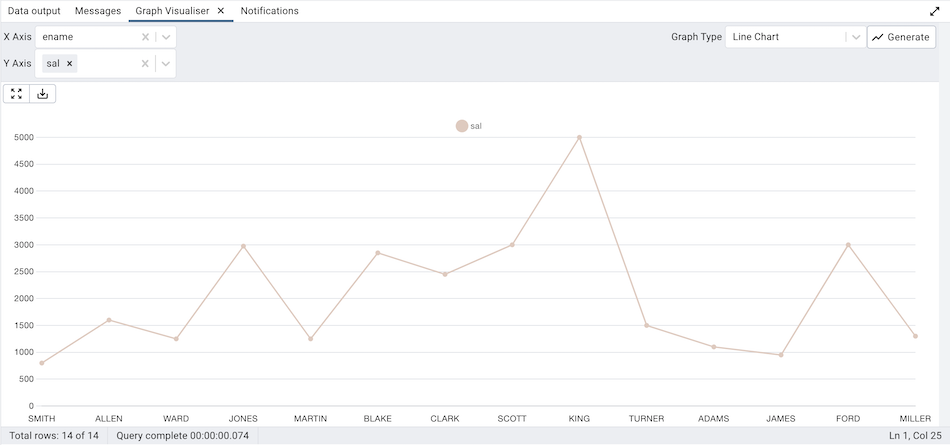 Data output Messages Graph Visualiser × Notifications
X Axis ename Graph Type Line Chart Generate
Y Axis sal ×
sal
5000
4500
4000
3500
3000
2500
2000
1500
1000
500
0
SMITH ALLEN WARD JONES MARTIN BLAKE CLARK SCOTT KING TURNER ADAMS JAMES FORD MILLER
Total rows: 14 of 14 Query complete 00:00:00.074 Ln 1, Col 25